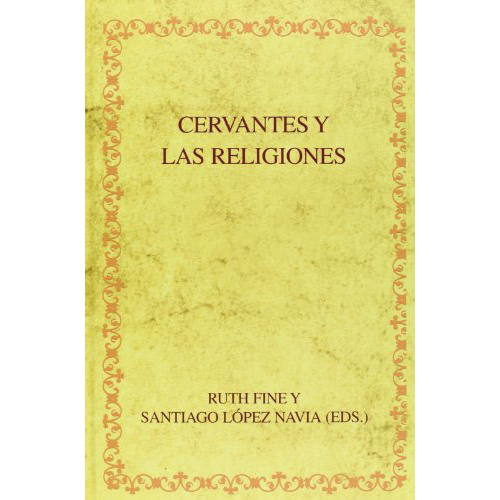 CERVANTES Y
LAS RELIGIONES
RUTH FINE Y
SANTIAGO LÓPEZ NAVIA (EDS.)